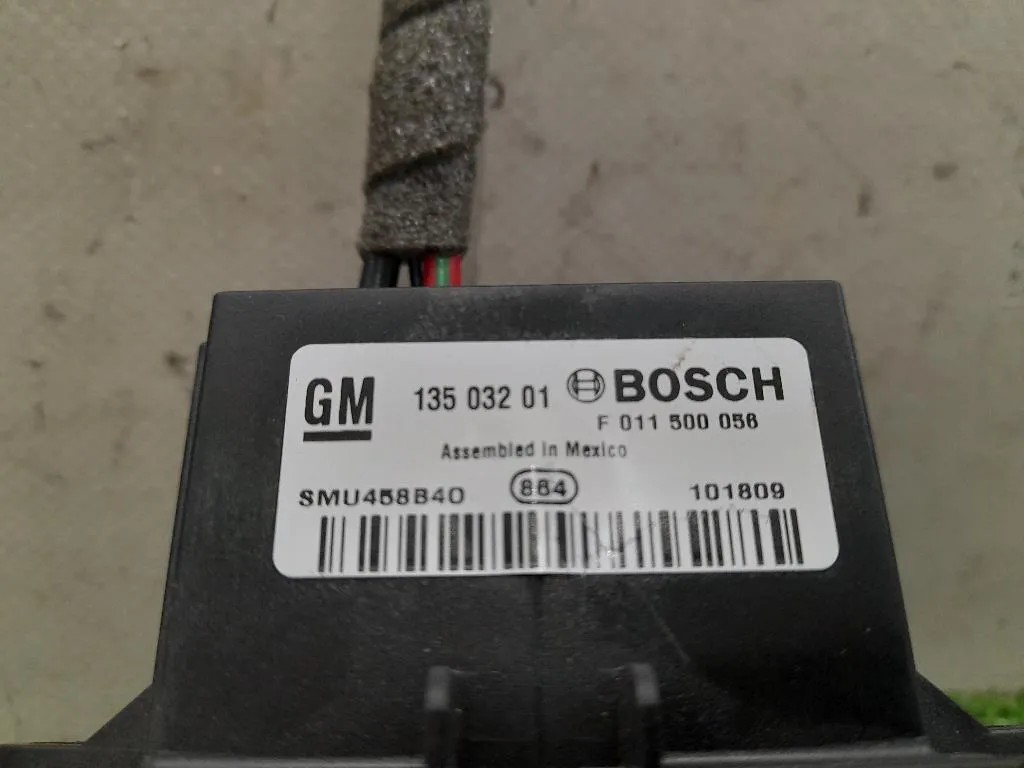 GM 135 032 01 BOSCH
F 011 500 056
Assembled in Mexico
SMU458B40 864 101809